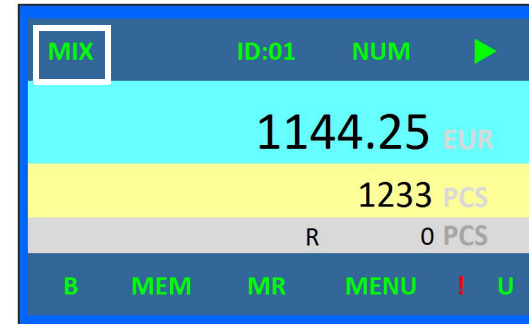 MIX ID:01 NUM
1144.25 EUR
1233 PCS
R 0 PCS
B MEM MR MENU ! U